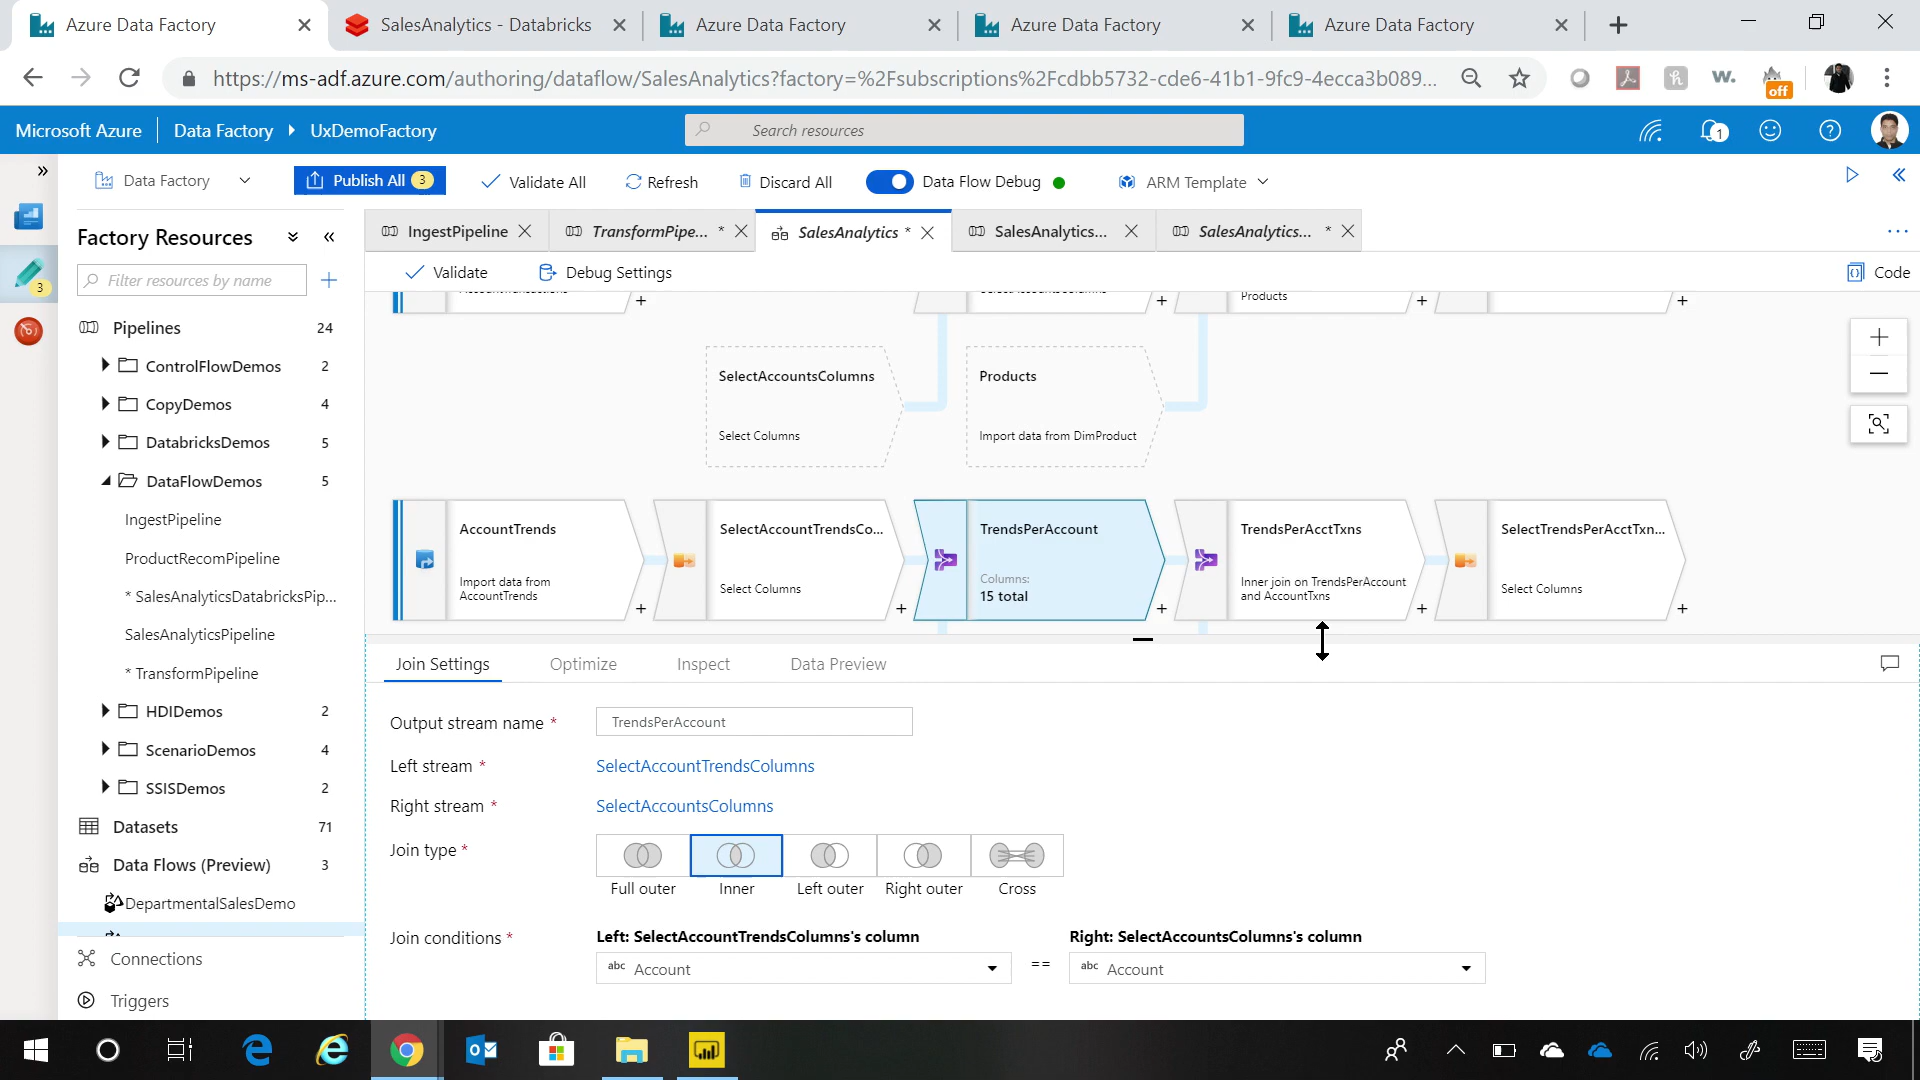 Azure Data Factory
SalesAnalytics - Databricks
Azure Data Factory
Azure Data Factory
Azure Data Factory
https://ms-adf.azure.com/authoring/dataflow/SalesAnalytics?factory=%2Fsubscriptions%2Fcdbb5732-cde6-41b1-9fc9-4ecca3b089...
off
Microsoft Azure
Data Factory
UxDemoFactory
Search resources
1
Data Factory
Publish All 3
Validate All
Refresh
Discard All
Data Flow Debug
ARM Template
3
Factory Resources
Filter resources by name
Pipelines 24
ControlFlowDemos 2
CopyDemos 4
DatabricksDemos 5
DataFlowDemos 5
IngestPipeline
ProductRecomPipeline
* SalesAnalyticsDatabricksPip...
SalesAnalyticsPipeline
* TransformPipeline
HDIDemos 2
ScenarioDemos 4
SSISDemos 2
Datasets 71
Data Flows (Preview) 3
DepartmentalSalesDemo
Connections
Triggers
IngestPipeline
TransformPipe... *
SalesAnalytics *
SalesAnalytics...
SalesAnalytics... *
Validate
Debug Settings
Code
Products
SelectAccountsColumns
Select Columns
Products
Import data from DimProduct
AccountTrends
Import data from
AccountTrends
SelectAccountTrendsCo...
Select Columns
TrendsPerAccount
Columns:
15 total
TrendsPerAcctTxns
Inner join on TrendsPerAccount
and AccountTxns
SelectTrendsPerAcctTxn...
Select Columns
Join Settings
Optimize
Inspect
Data Preview
Output stream name *
TrendsPerAccount
Left stream *
SelectAccountTrendsColumns
Right stream *
SelectAccountsColumns
Join type *
Full outer
Inner
Left outer
Right outer
Cross
Join conditions *
Left: SelectAccountTrendsColumns's column
Right: SelectAccountsColumns's column
abc Account
==
abc Account